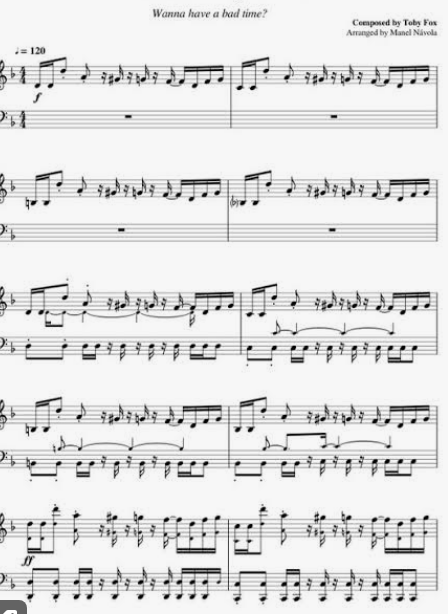 Wanna have a bad time?
Composed by Toby Fox
Arranged by Manel Návola
♩ = 120
f
ff